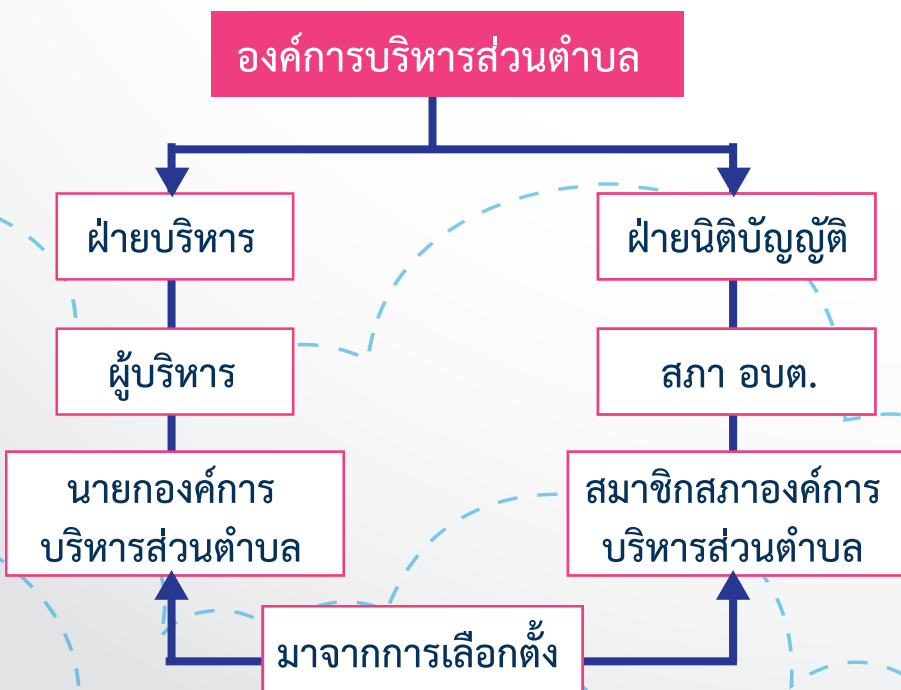 องค์การบริหารส่วนตำบล
ฝ่ายบริหาร
ฝ่ายนิติบัญญัติ
ผู้บริหาร
สภา อบต.
นายกองค์การ
บริหารส่วนตำบล
สมาชิกสภาองค์การ
บริหารส่วนตำบล
มาจากการเลือกตั้ง